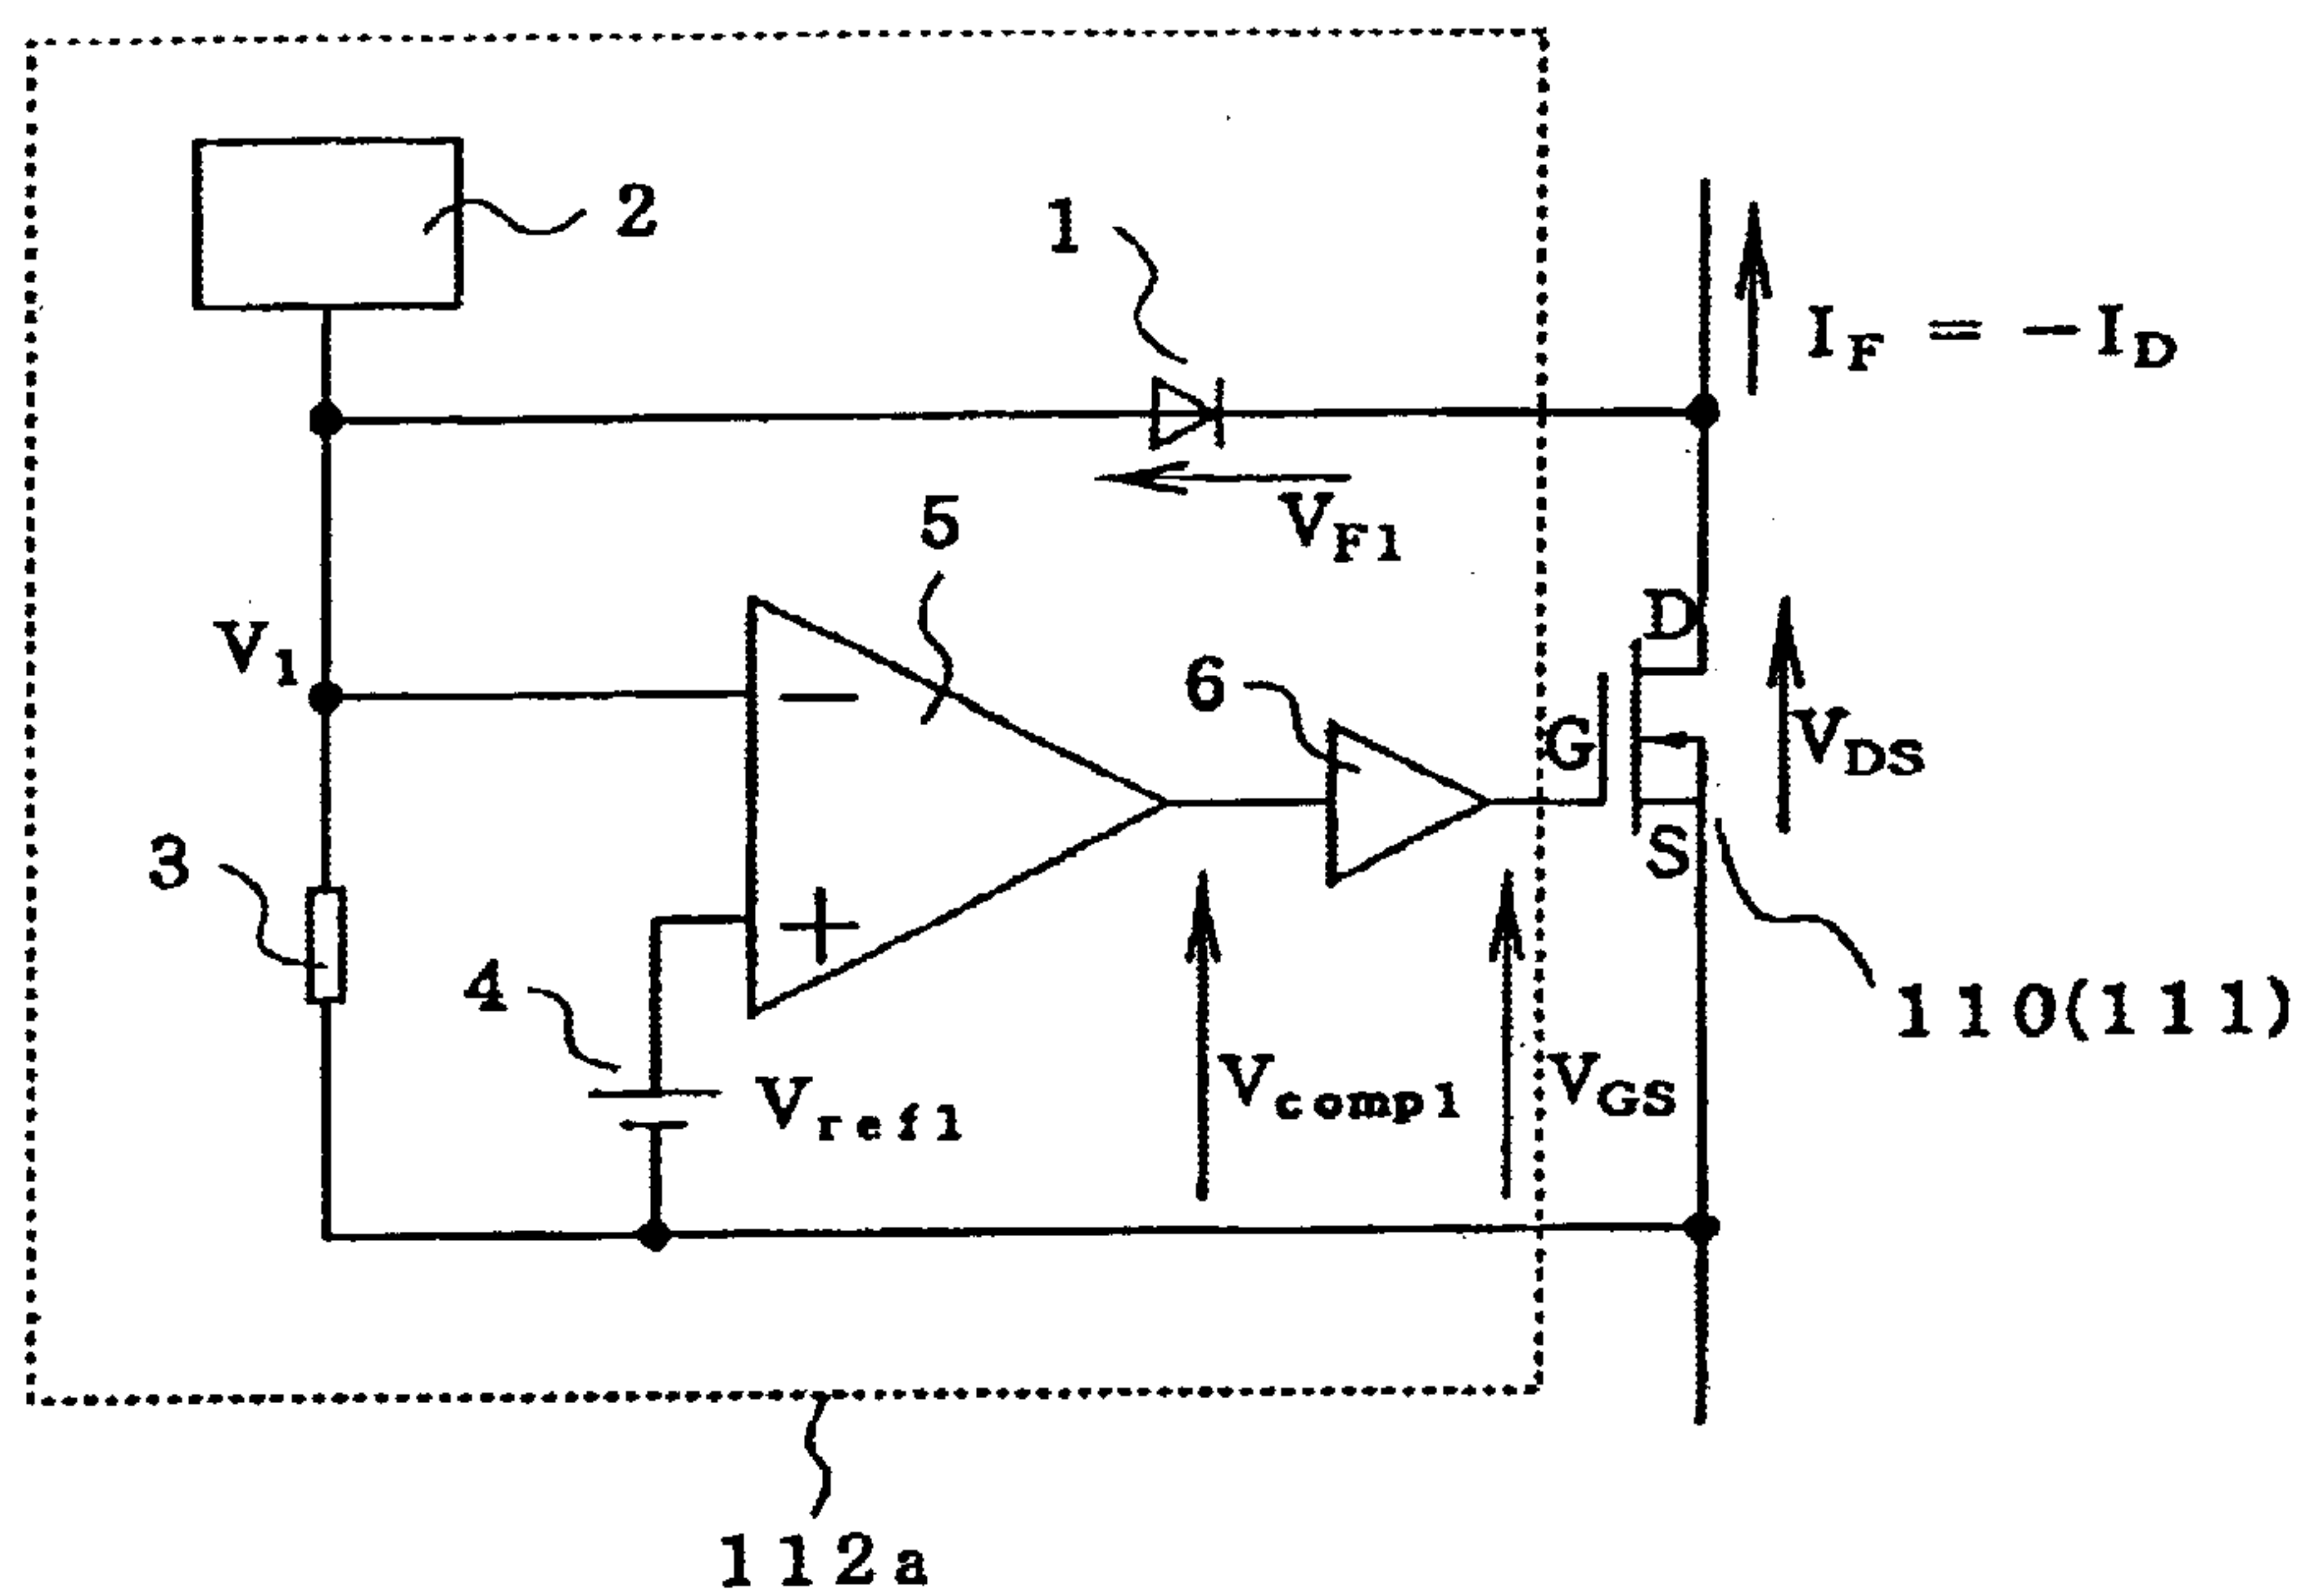 2
1
I_F = -I_D
5
V_F1
D
V_1
6
G
V_DS
3
S
4
110(111)
V_ref1
V_comp1
V_GS
112a